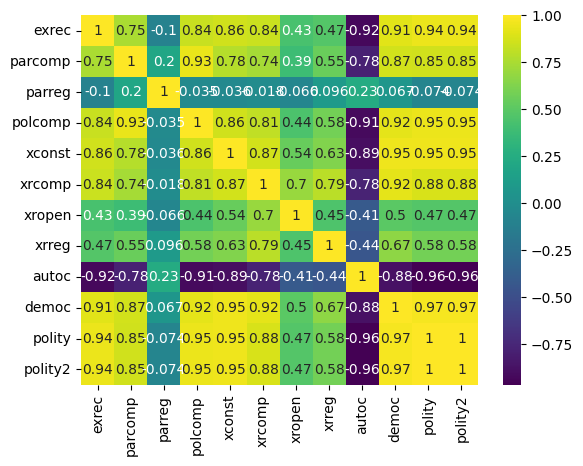 exrec 1 0.75 -0.1 0.84 0.86 0.84 0.43 0.47 -0.92 0.91 0.94 0.94
parcomp 0.75 1 0.2 0.93 0.78 0.74 0.39 0.55 -0.78 0.87 0.85 0.85
parreg -0.1 0.2 1 -0.035 -0.036 -0.018 -0.066 0.096 0.23 0.067 -0.074 -0.074
polcomp 0.84 0.93 -0.035 1 0.86 0.81 0.44 0.58 -0.91 0.92 0.95 0.95
xconst 0.86 0.78 -0.036 0.86 1 0.87 0.54 0.63 -0.89 0.95 0.95 0.95
xrcomp 0.84 0.74 -0.018 0.81 0.87 1 0.7 0.79 -0.78 0.92 0.88 0.88
xropen 0.43 0.39 -0.066 0.44 0.54 0.7 1 0.45 -0.41 0.5 0.47 0.47
xrreg 0.47 0.55 0.096 0.58 0.63 0.79 0.45 1 -0.44 0.67 0.58 0.58
autoc -0.92 -0.78 0.23 -0.91 -0.89 -0.78 -0.41 -0.44 1 -0.88 -0.96 -0.96
democ 0.91 0.87 0.067 0.92 0.95 0.92 0.5 0.67 -0.88 1 0.97 0.97
polity 0.94 0.85 -0.074 0.95 0.95 0.88 0.47 0.58 -0.96 0.97 1 1
polity2 0.94 0.85 -0.074 0.95 0.95 0.88 0.47 0.58 -0.96 0.97 1 1
exrec parcomp parreg polcomp xconst xrcomp xropen xrreg autoc democ polity polity2
1.00
0.75
0.50
0.25
0.00
−0.25
−0.50
−0.75